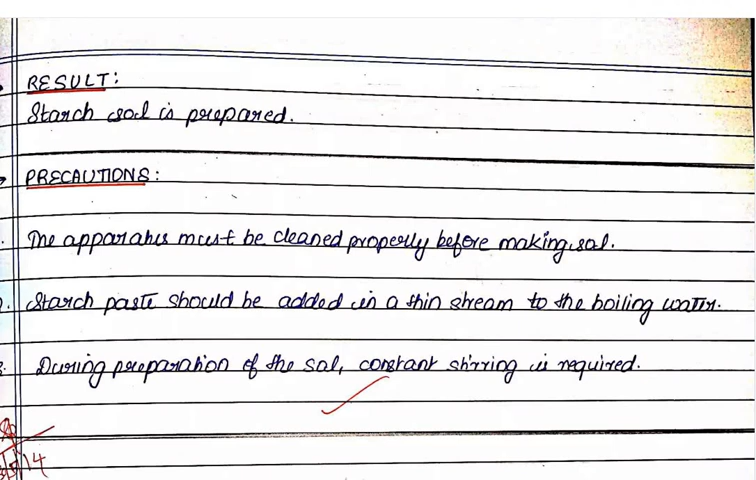 RESULT:
Starch sol is prepared.
PRECAUTIONS:
The apparatus must be cleaned properly before making sol.
Starch paste should be added in a thin stream to the boiling water.
During preparation of the sol, constant stirring is required.
14